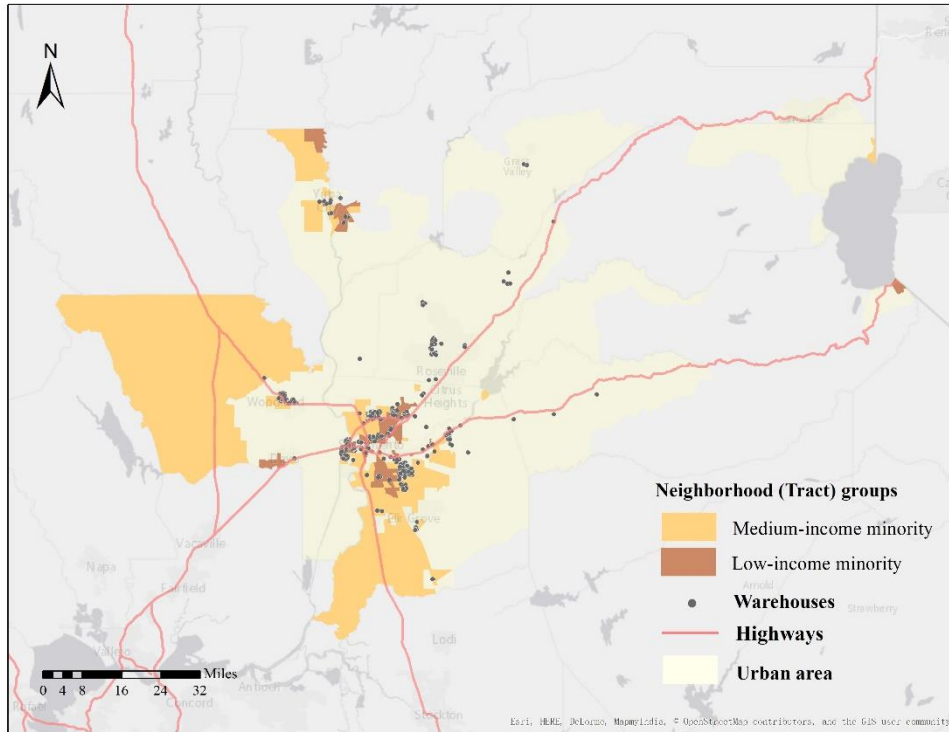 N
Grass
Valley
Yuba
Roseville
Citrus
Heights
Woodland
Elk Grove
Vacaville
Napa
Fairfield
Vallejo
Antioch
Concord
Lodi
Stockton
Arnold
Strawberry
Neighborhood (Tract) groups
Medium-income minority
Low-income minority
Warehouses
Highways
Urban area
Miles
0 4 8 16 24 32
Esri, HERE, DeLorme, MapmyIndia, © OpenStreetMap contributors, and the GIS user community